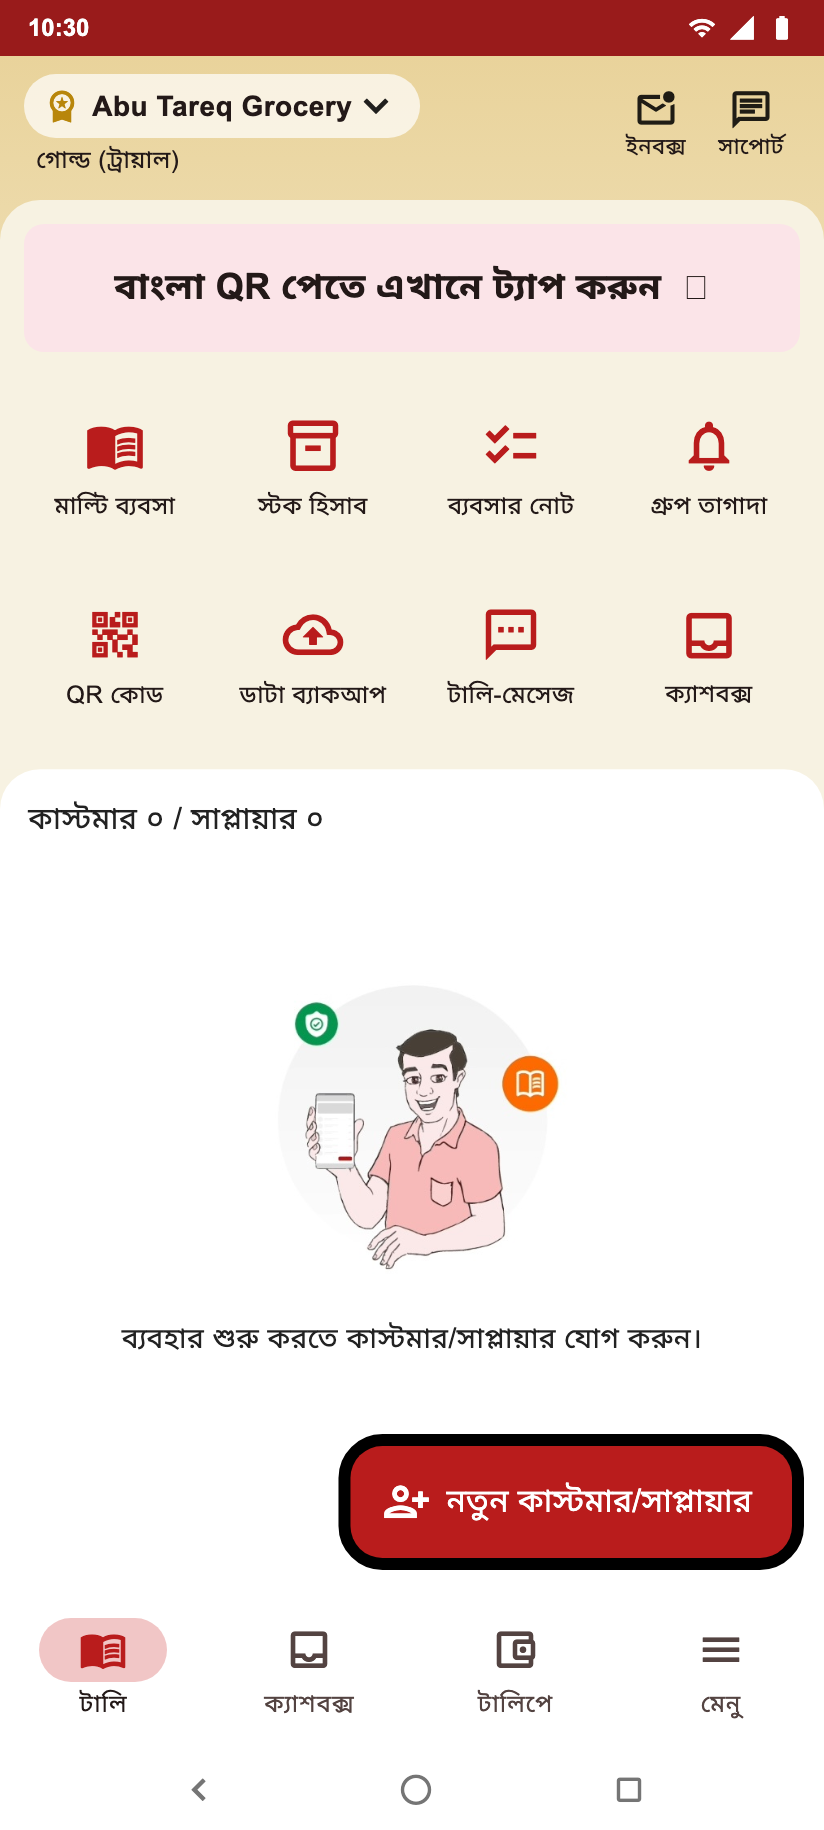 10:30
Abu Tareq Grocery
গোল্ড (ট্রায়াল)
ইনবক্স
সাপোর্ট
বাংলা QR পেতে এখানে ট্যাপ করুন
মাল্টি ব্যবসা
স্টক হিসাব
ব্যবসার নোট
গ্রুপ তাগাদা
QR কোড
ডাটা ব্যাকআপ
টালি-মেসেজ
ক্যাশবক্স
কাস্টমার ০ / সাপ্লায়ার ০
ব্যবহার শুরু করতে কাস্টমার/সাপ্লায়ার যোগ করুন।
নতুন কাস্টমার/সাপ্লায়ার
টালি
ক্যাশবক্স
টালিপে
মেনু